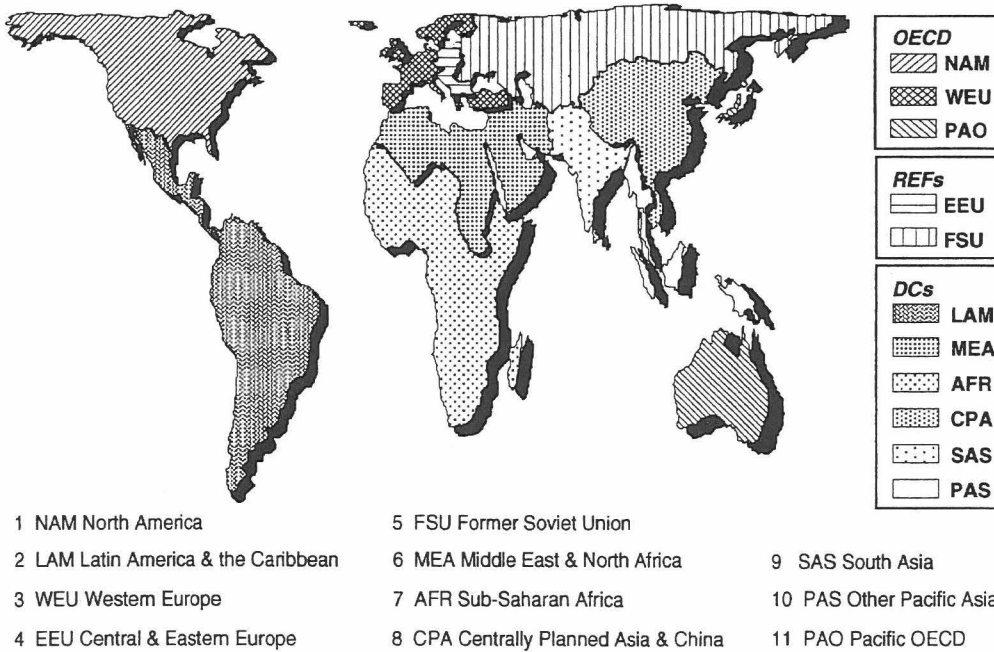 OECD
NAM
WEU
PAO
REFs
EEU
FSU
DCs
LAM
MEA
AFR
CPA
SAS
PAS
1 NAM North America
2 LAM Latin America & the Caribbean
3 WEU Western Europe
4 EEU Central & Eastern Europe
5 FSU Former Soviet Union
6 MEA Middle East & North Africa
7 AFR Sub-Saharan Africa
8 CPA Centrally Planned Asia & China
9 SAS South Asia
10 PAS Other Pacific Asia
11 PAO Pacific OECD